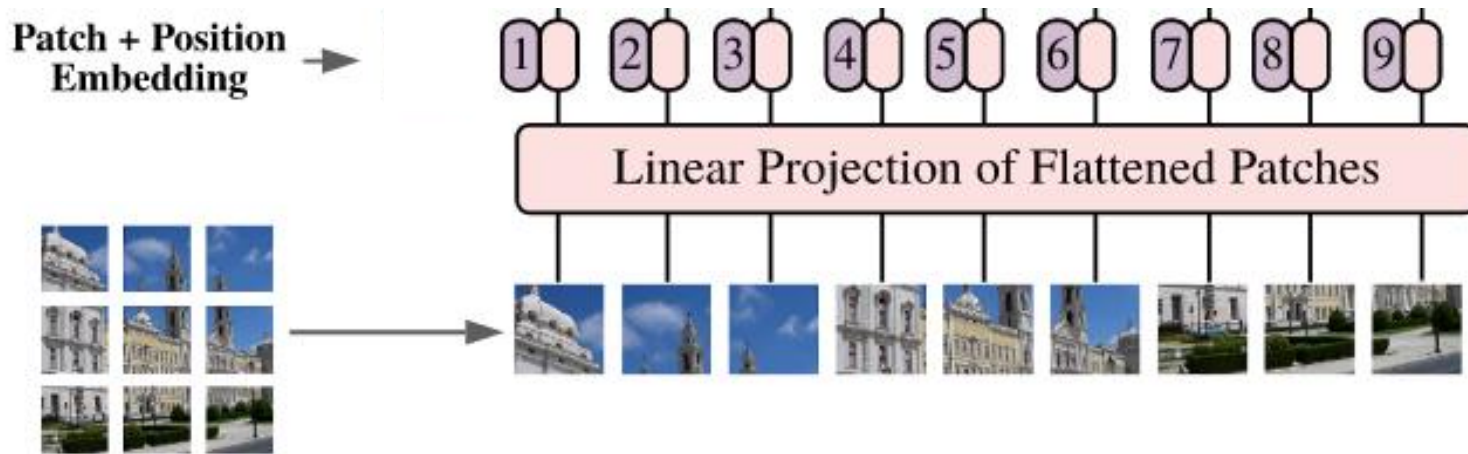 Patch + Position
Embedding
1 2 3 4 5 6 7 8 9
Linear Projection of Flattened Patches